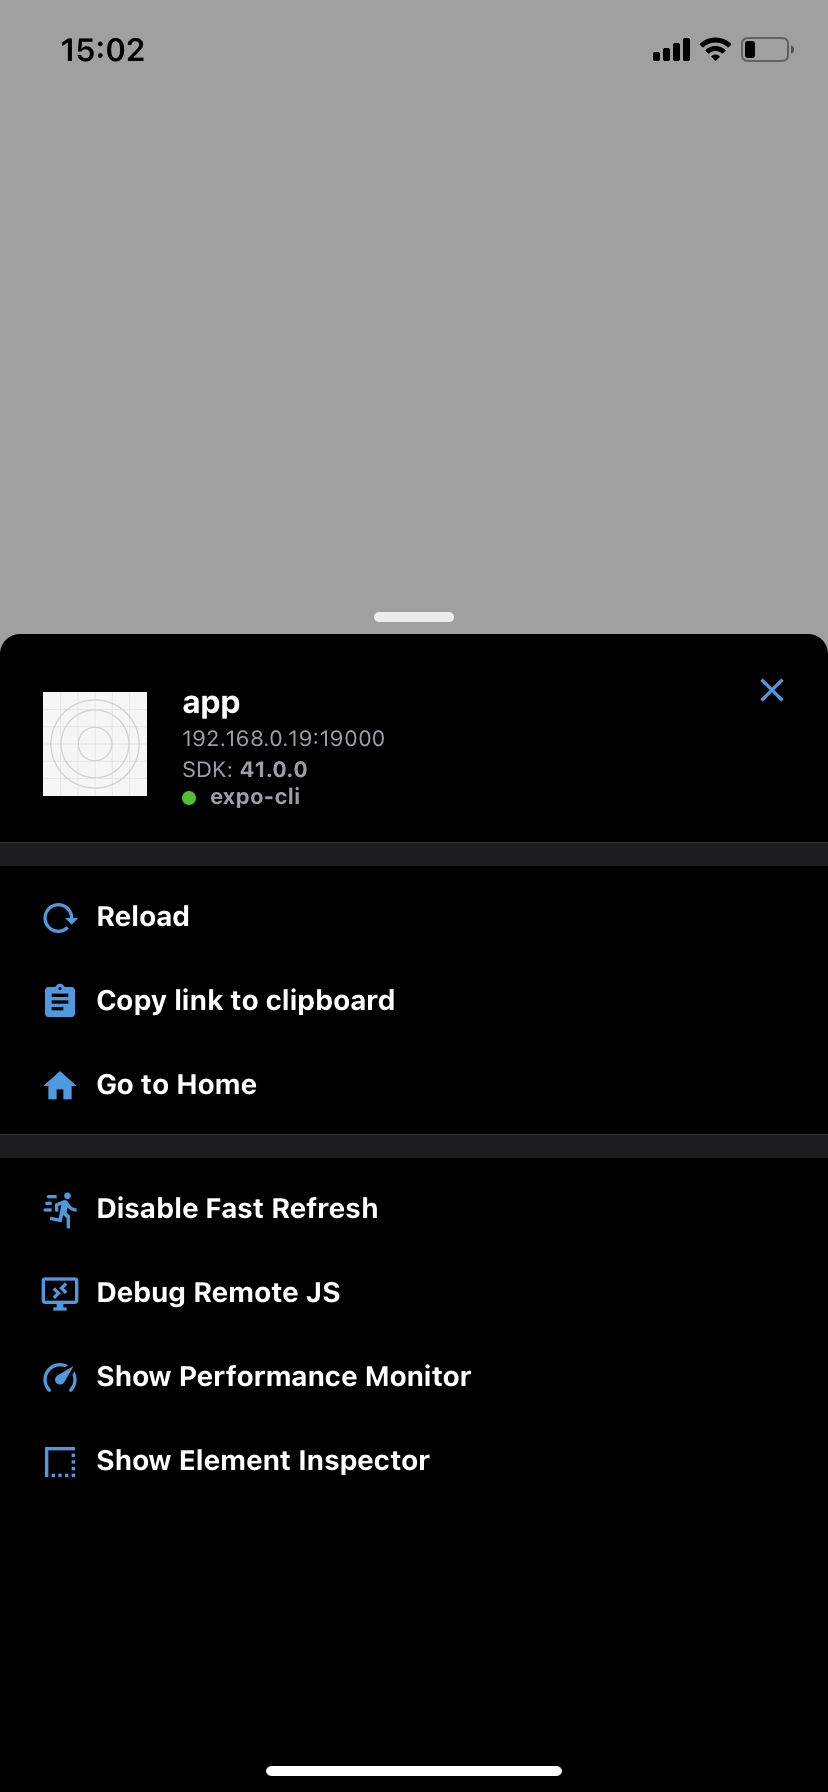 15:02
app
192.168.0.19:19000
SDK: 41.0.0
expo-cli
Reload
Copy link to clipboard
Go to Home
Disable Fast Refresh
Debug Remote JS
Show Performance Monitor
Show Element Inspector